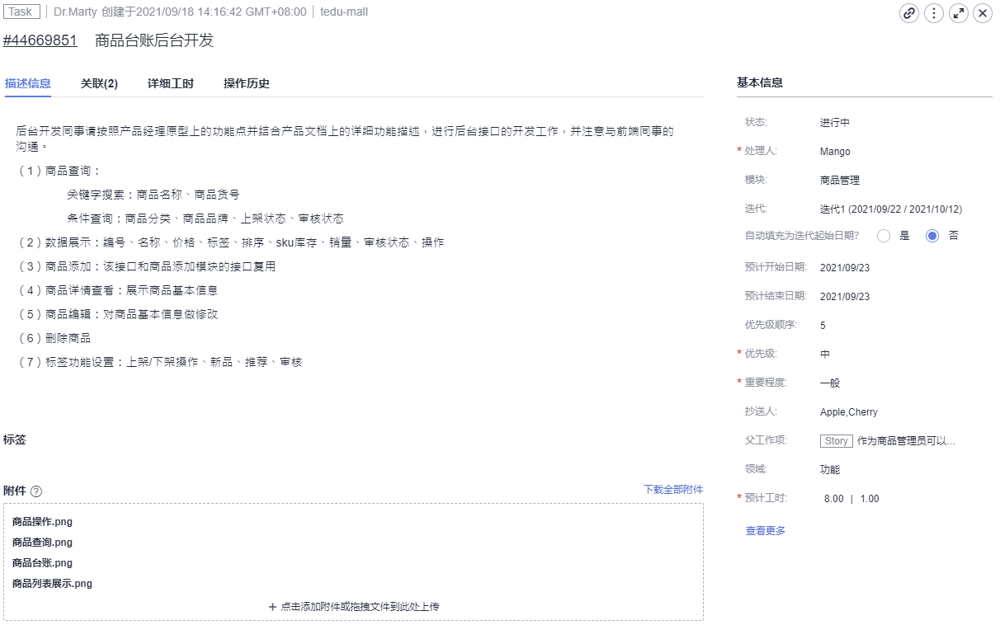 Task | Dr.Marty 创建于2021/09/18 14:16:42 GMT+08:00 | tedu-mall
#44669851 商品台账后台开发
描述信息 关联(2) 详细工时 操作历史
后台开发同事请按照产品经理原型上的功能点并结合产品文档上的详细功能描述，进行后台接口的开发工作，并注意与前端同事的
沟通。
（1）商品查询：
关键字搜索：商品名称、商品货号
条件查询：商品分类、商品品牌、上架状态、审核状态
（2）数据展示：编号、名称、价格、标签、排序、sku库存、销量、审核状态、操作
（3）商品添加：该接口和商品添加模块的接口复用
（4）商品详情查看：展示商品基本信息
（5）商品编辑：对商品基本信息做修改
（6）删除商品
（7）标签功能设置：上架/下架操作、新品、推荐、审核
标签
附件 ? 下载全部附件
商品操作.png
商品查询.png
商品台账.png
商品列表展示.png
+ 点击添加附件或拖拽文件到此处上传
基本信息
状态: 进行中
* 处理人: Mango
模块: 商品管理
迭代: 迭代1 (2021/09/22 / 2021/10/12)
自动填充为迭代起始日期? 是 否
预计开始日期: 2021/09/23
预计结束日期: 2021/09/23
优先级顺序: 5
* 优先级: 中
* 重要程度: 一般
抄送人: Apple,Cherry
父工作项: Story 作为商品管理员可以...
领域: 功能
* 预计工时: 8.00 | 1.00
查看更多